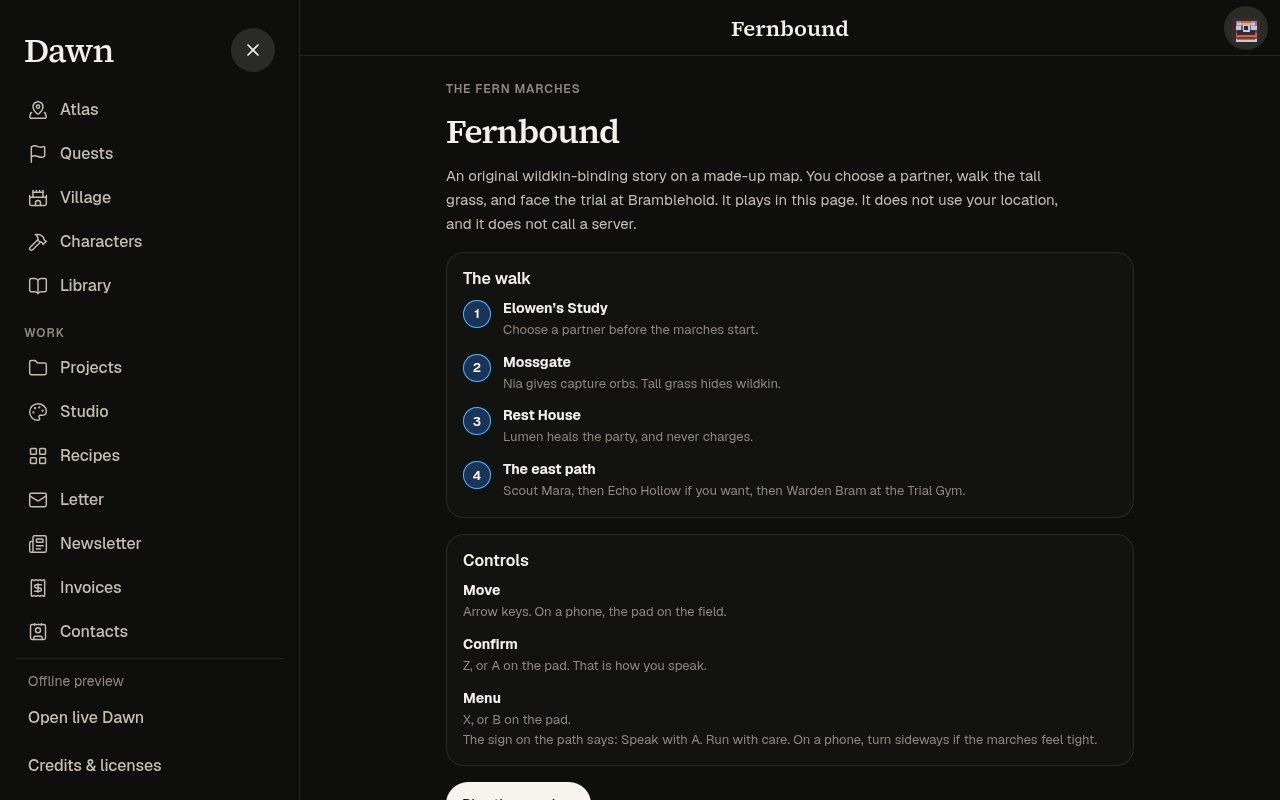 Dawn
Atlas
Quests
Village
Characters
Library
WORK
Projects
Studio
Recipes
Letter
Newsletter
Invoices
Contacts
Offline preview
Open live Dawn
Credits & licenses
Fernbound
THE FERN MARCHES
Fernbound
An original wildkin-binding story on a made-up map. You choose a partner, walk the tall
grass, and face the trial at Bramblehold. It plays in this page. It does not use your location,
and it does not call a server.
The walk
1
Elowen's Study
Choose a partner before the marches start.
2
Mossgate
Nia gives capture orbs. Tall grass hides wildkin.
3
Rest House
Lumen heals the party, and never charges.
4
The east path
Scout Mara, then Echo Hollow if you want, then Warden Bram at the Trial Gym.
Controls
Move
Arrow keys. On a phone, the pad on the field.
Confirm
Z, or A on the pad. That is how you speak.
Menu
X, or B on the pad.
The sign on the path says: Speak with A. Run with care. On a phone, turn sideways if the marches feel tight.